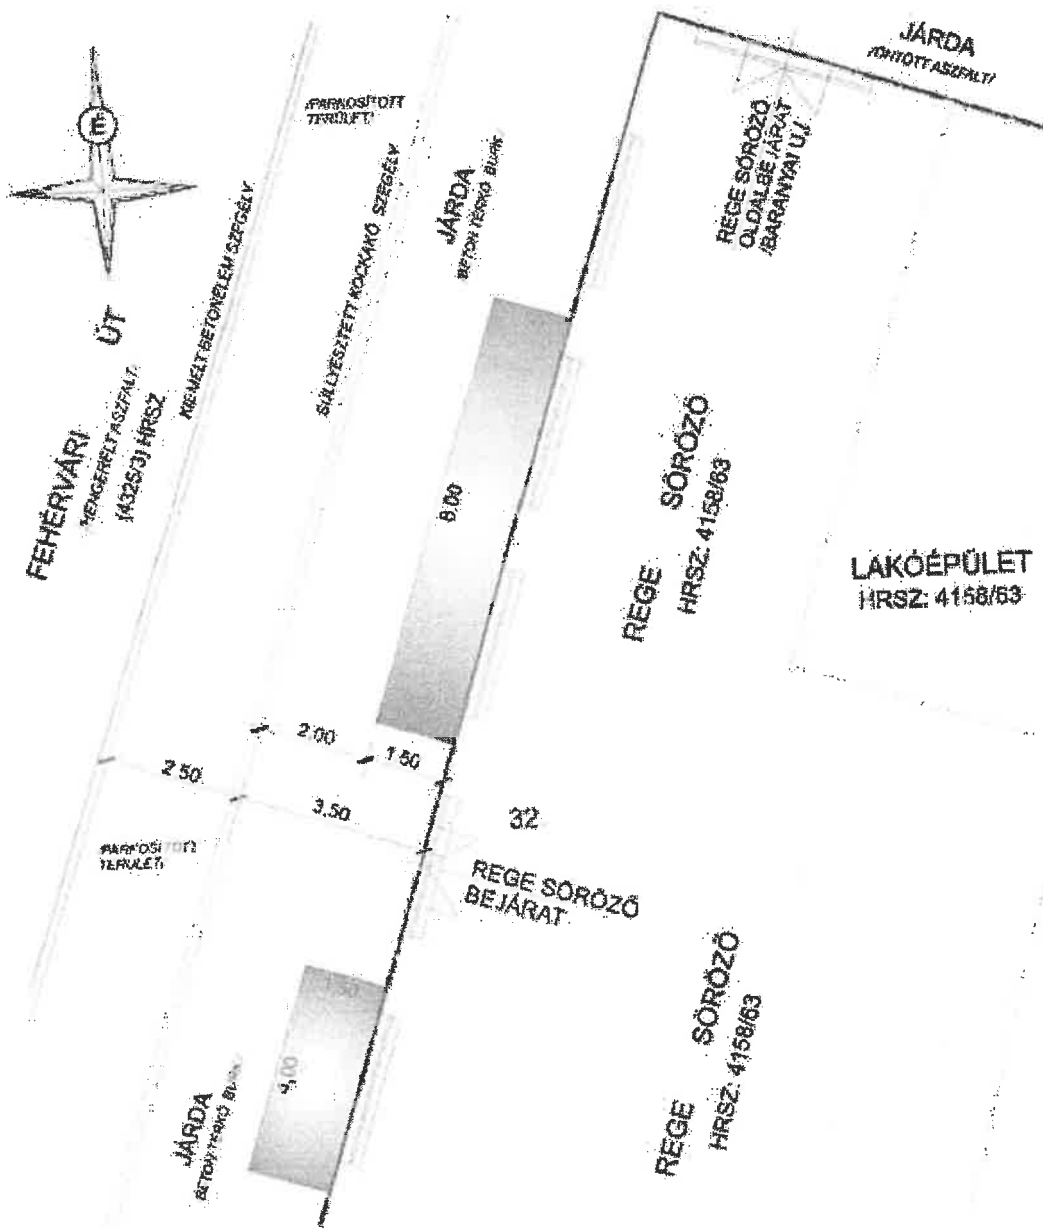 JÁRDA
/ÖNTÖTT ASZFALT/
/PARKOSÍTOTT
TERÜLET/
É
REGE SÖRÖZŐ
OLDALBEJÁRAT
/BARANYAI U./
JÁRDA
BETON TÉRKŐ BURK.
SÜLLYESZTETT KOCKAKŐ SZEGÉLY
KIEMELT BETONELEM SZEGÉLY
FEHÉRVÁRI ÚT
HENGERELT ASZFALT
(4325/3) HRSZ
8.00
REGE SÖRÖZŐ
HRSZ: 4158/63
LAKÓÉPÜLET
HRSZ: 4158/63
2.00
1.50
2.50
3.50
32
/PARKOSÍTOTT
TERÜLET/
REGE SÖRÖZŐ
BEJÁRAT
1.50
4,00
REGE SÖRÖZŐ
HRSZ: 4158/63
JÁRDA
BETON TÉRKŐ BURK.